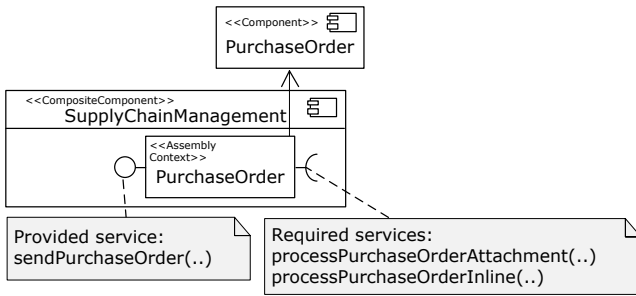 <<Component>>
PurchaseOrder
<<CompositeComponent>>
SupplyChainManagement
<<Assembly
Context>>
PurchaseOrder
Provided service:
sendPurchaseOrder(..)
Required services:
processPurchaseOrderAttachment(..)
processPurchaseOrderInline(..)